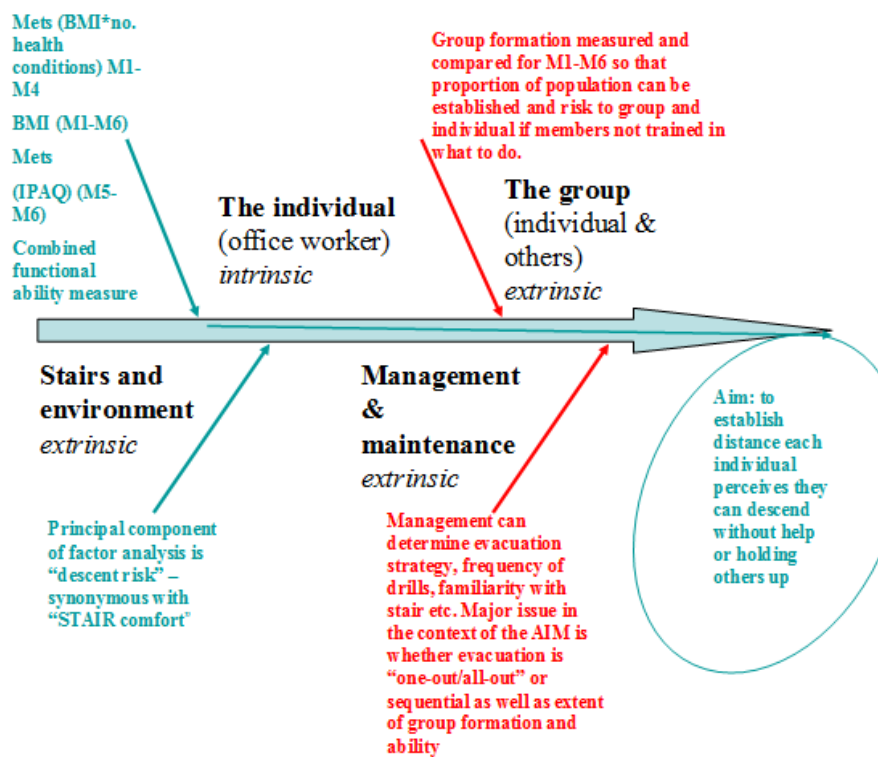 Mets (BMI*no.
health
conditions) M1-
M4
BMI (M1-M6)
Mets
(IPAQ) (M5-
M6)
Combined
functional
ability measure
Group formation measured and
compared for M1-M6 so that
proportion of population can be
established and risk to group and
individual if members not trained in
what to do.
The individual
(office worker)
intrinsic
The group
(individual &
others)
extrinsic
Stairs and
environment
extrinsic
Management
&
maintenance
extrinsic
Aim: to
establish
distance each
individual
perceives they
can descend
without help
or holding
others up
Principal component
of factor analysis is
“descent risk” –
synonymous with
“STAIR comfort”
Management can
determine evacuation
strategy, frequency of
drills, familiarity with
stair etc. Major issue in
the context of the AIM is
whether evacuation is
“one-out/all-out” or
sequential as well as extent
of group formation and
ability